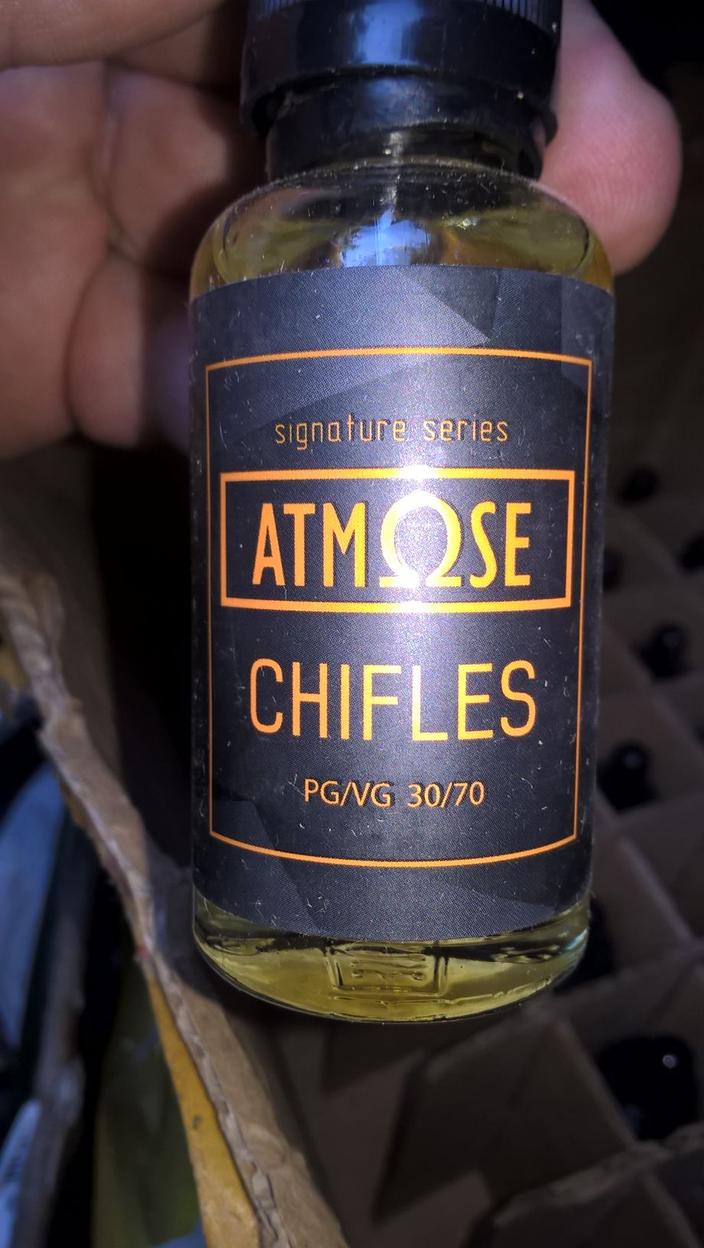 signature series
ATMΩSE
CHIFLES
PG/VG 30/70